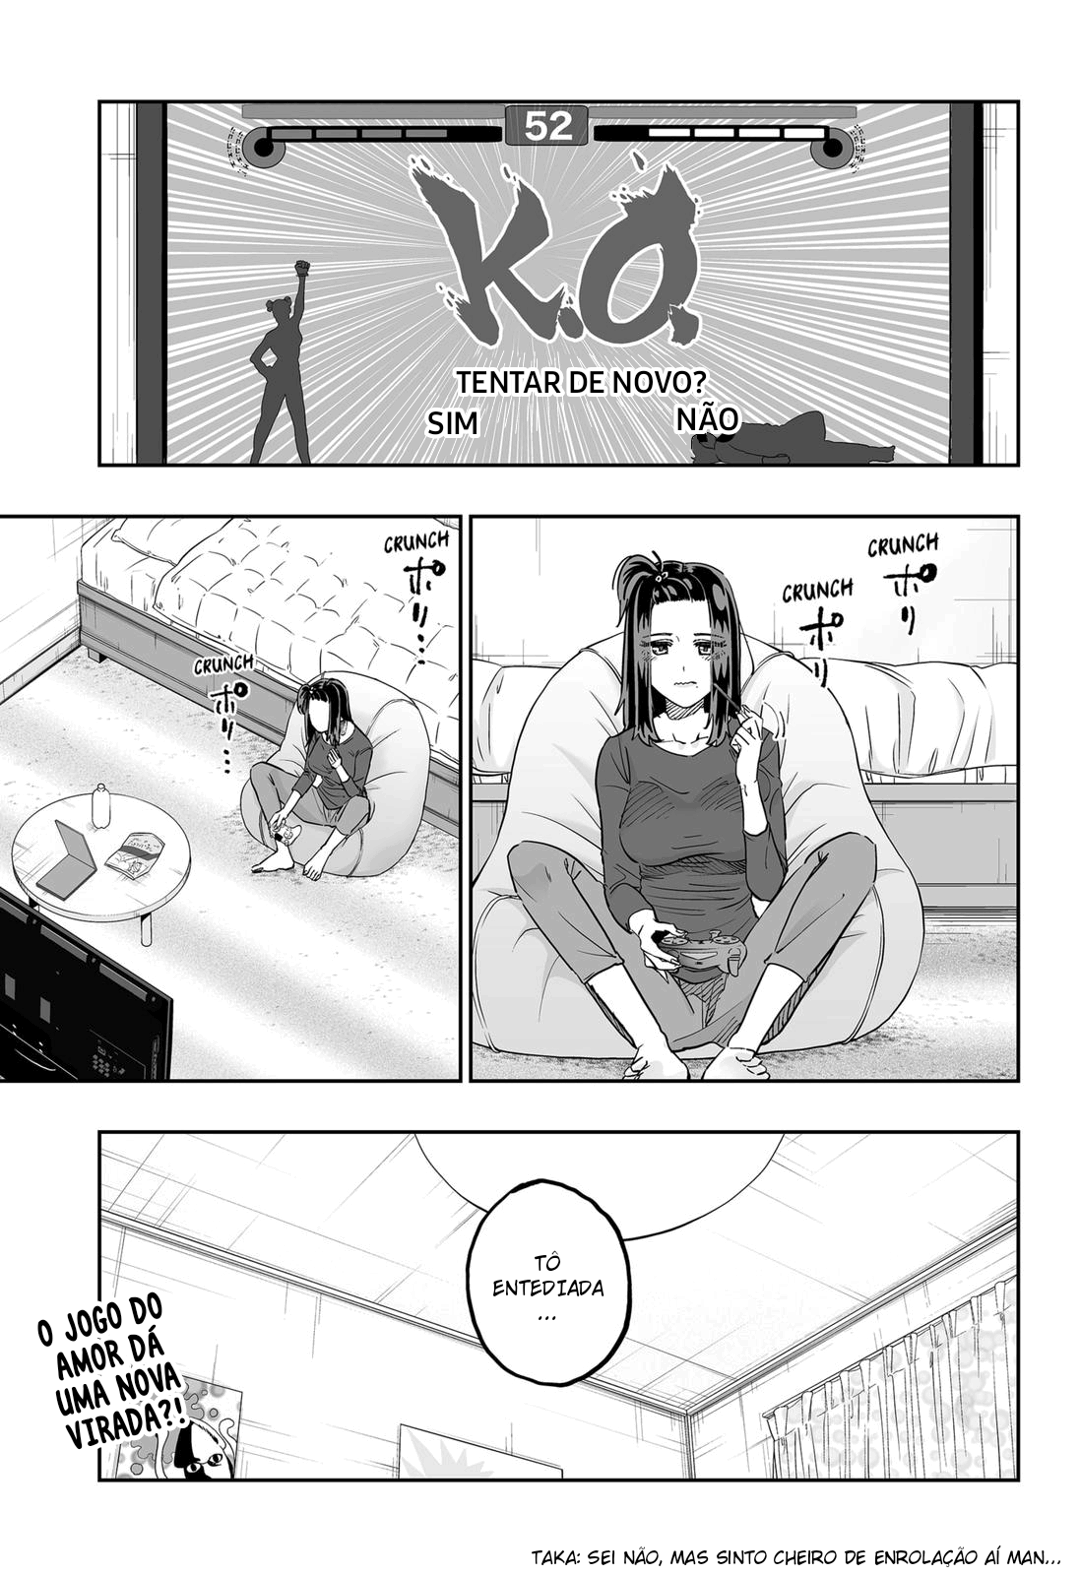 52
K.O.
TENTAR DE NOVO?
SIM
NÃO
CRUNCH
ポリ
CRUNCH
ポリ
CRUNCH
ポリ…
CRUNCH
ポリ…
TÔ
ENTEDIADA
...
O JOGO DO
AMOR DÁ
UMA NOVA
VIRADA?!
TAKA: SEI NÃO, MAS SINTO CHEIRO DE ENROLAÇÃO AÍ MAN...